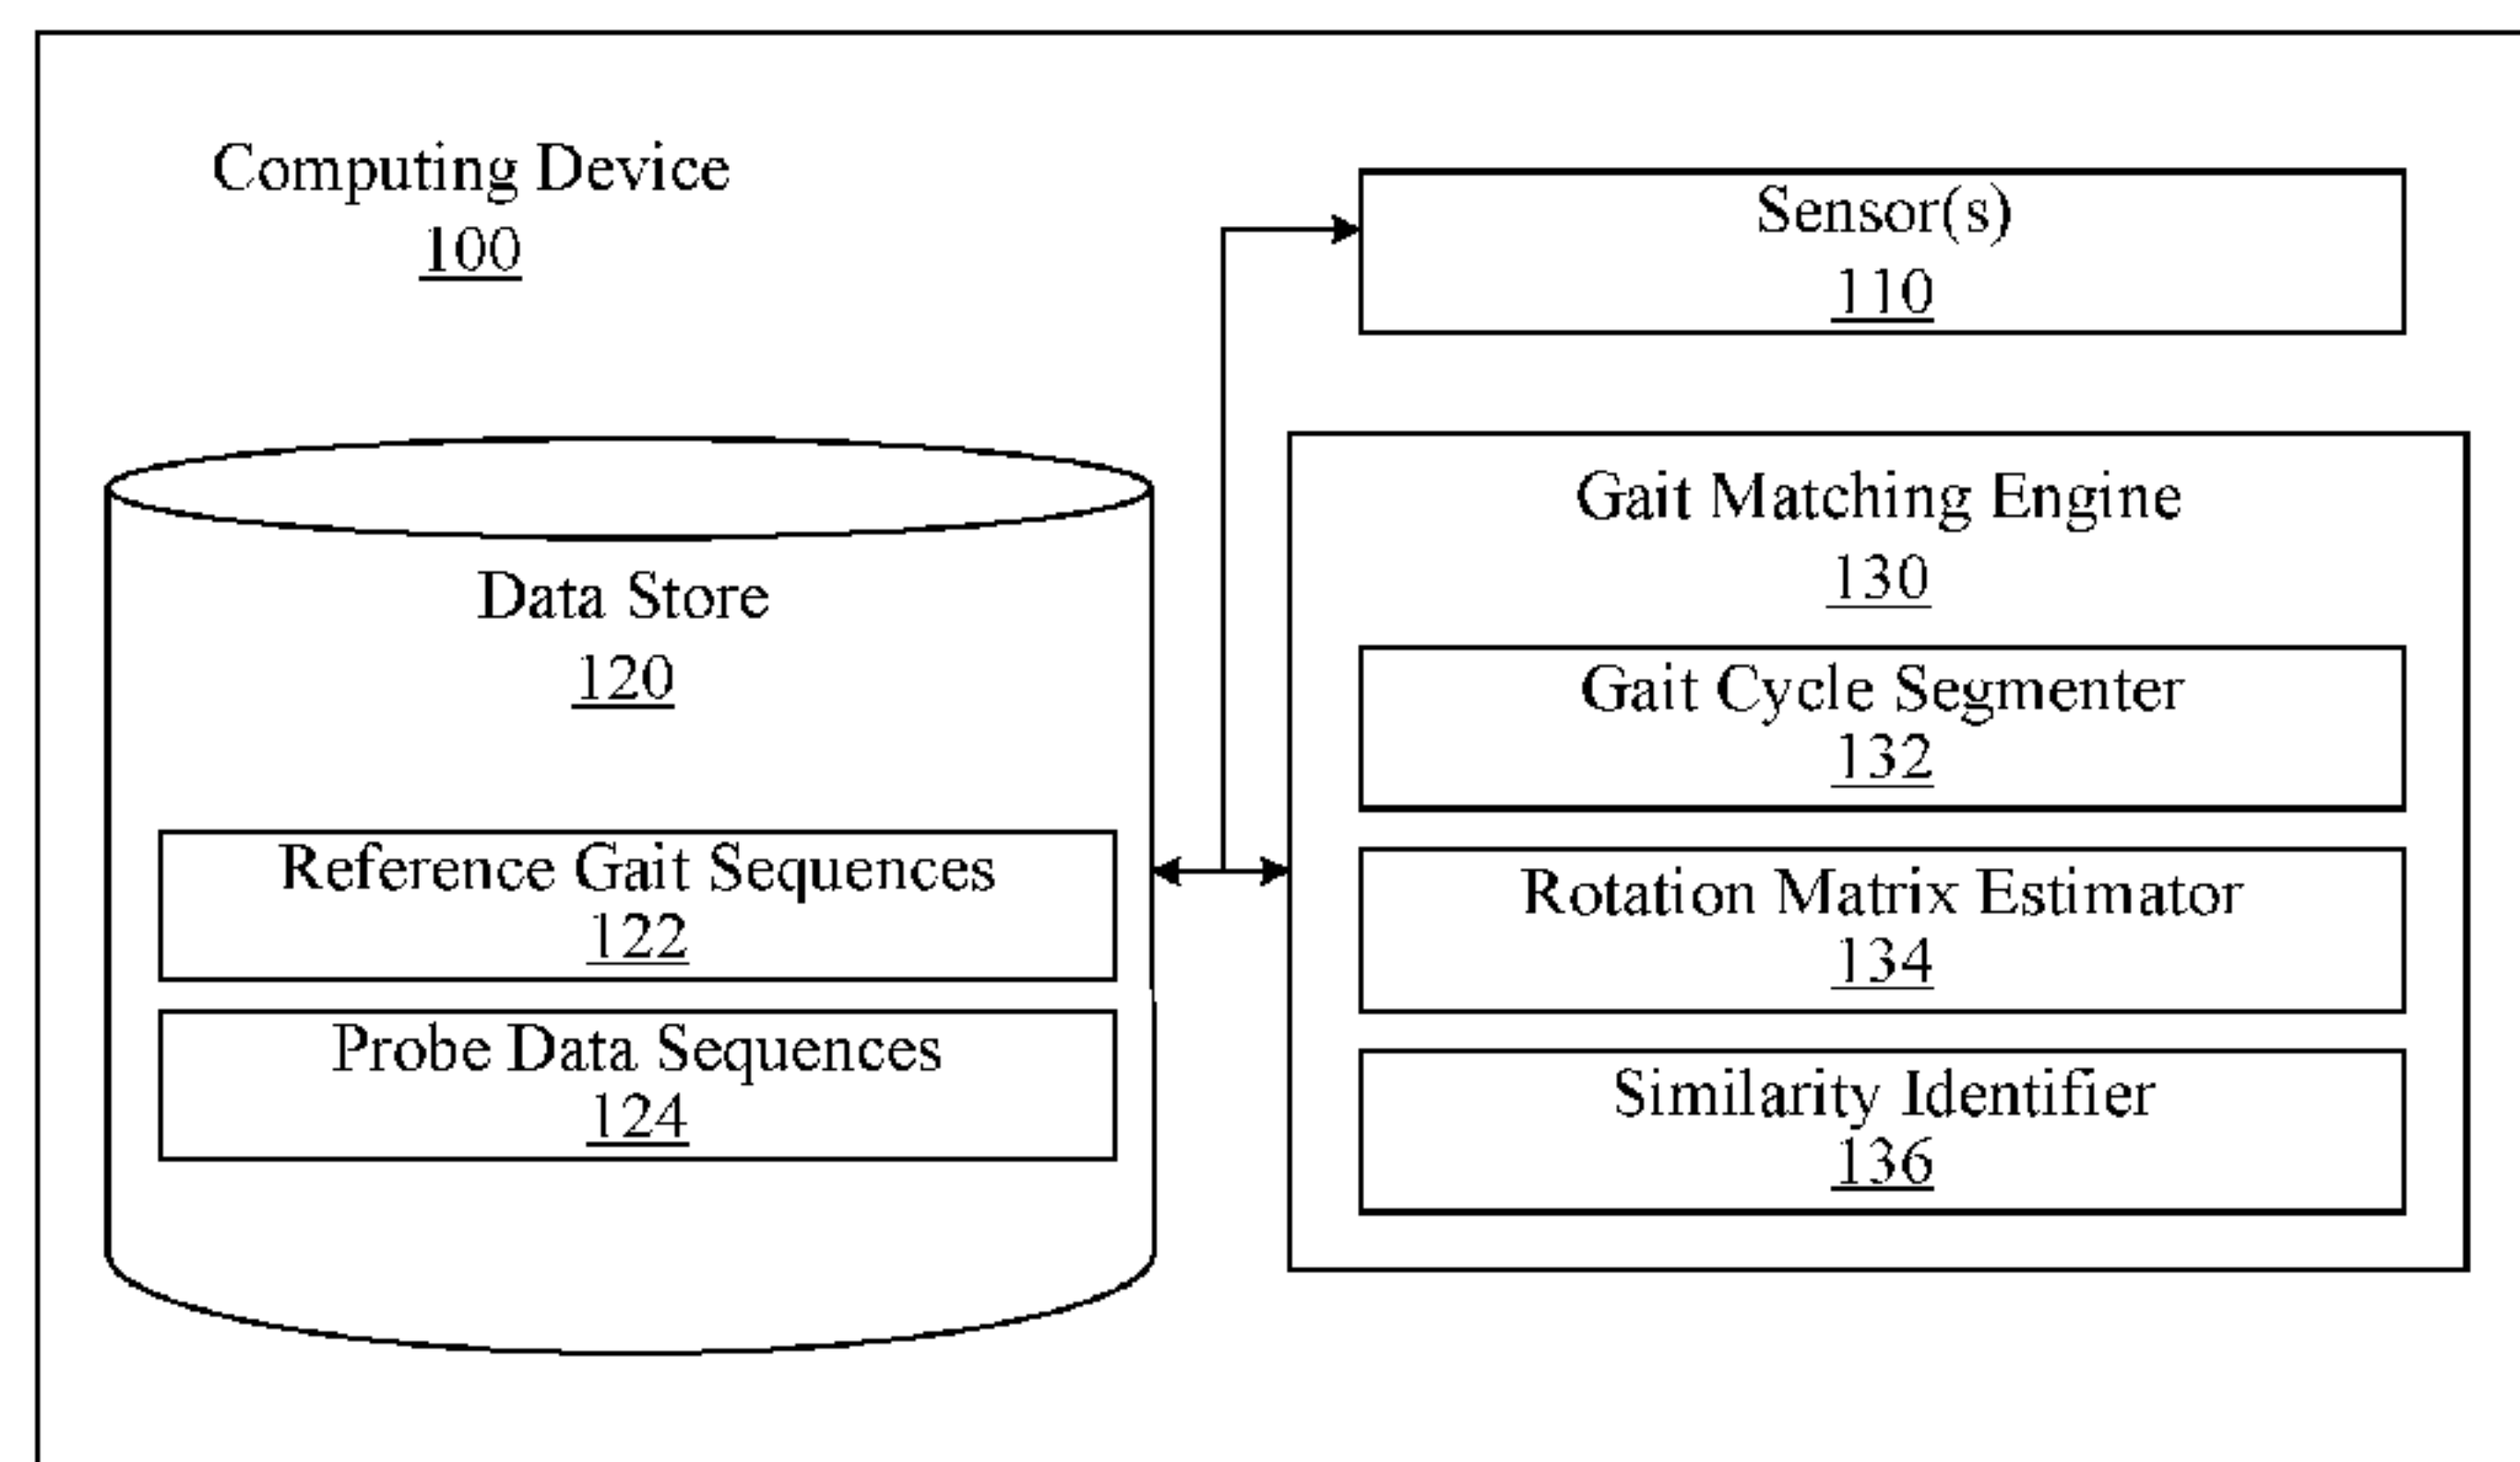 Computing Device
100
Sensor(s)
110
Data Store
120
Reference Gait Sequences
122
Probe Data Sequences
124
Gait Matching Engine
130
Gait Cycle Segmenter
132
Rotation Matrix Estimator
134
Similarity Identifier
136